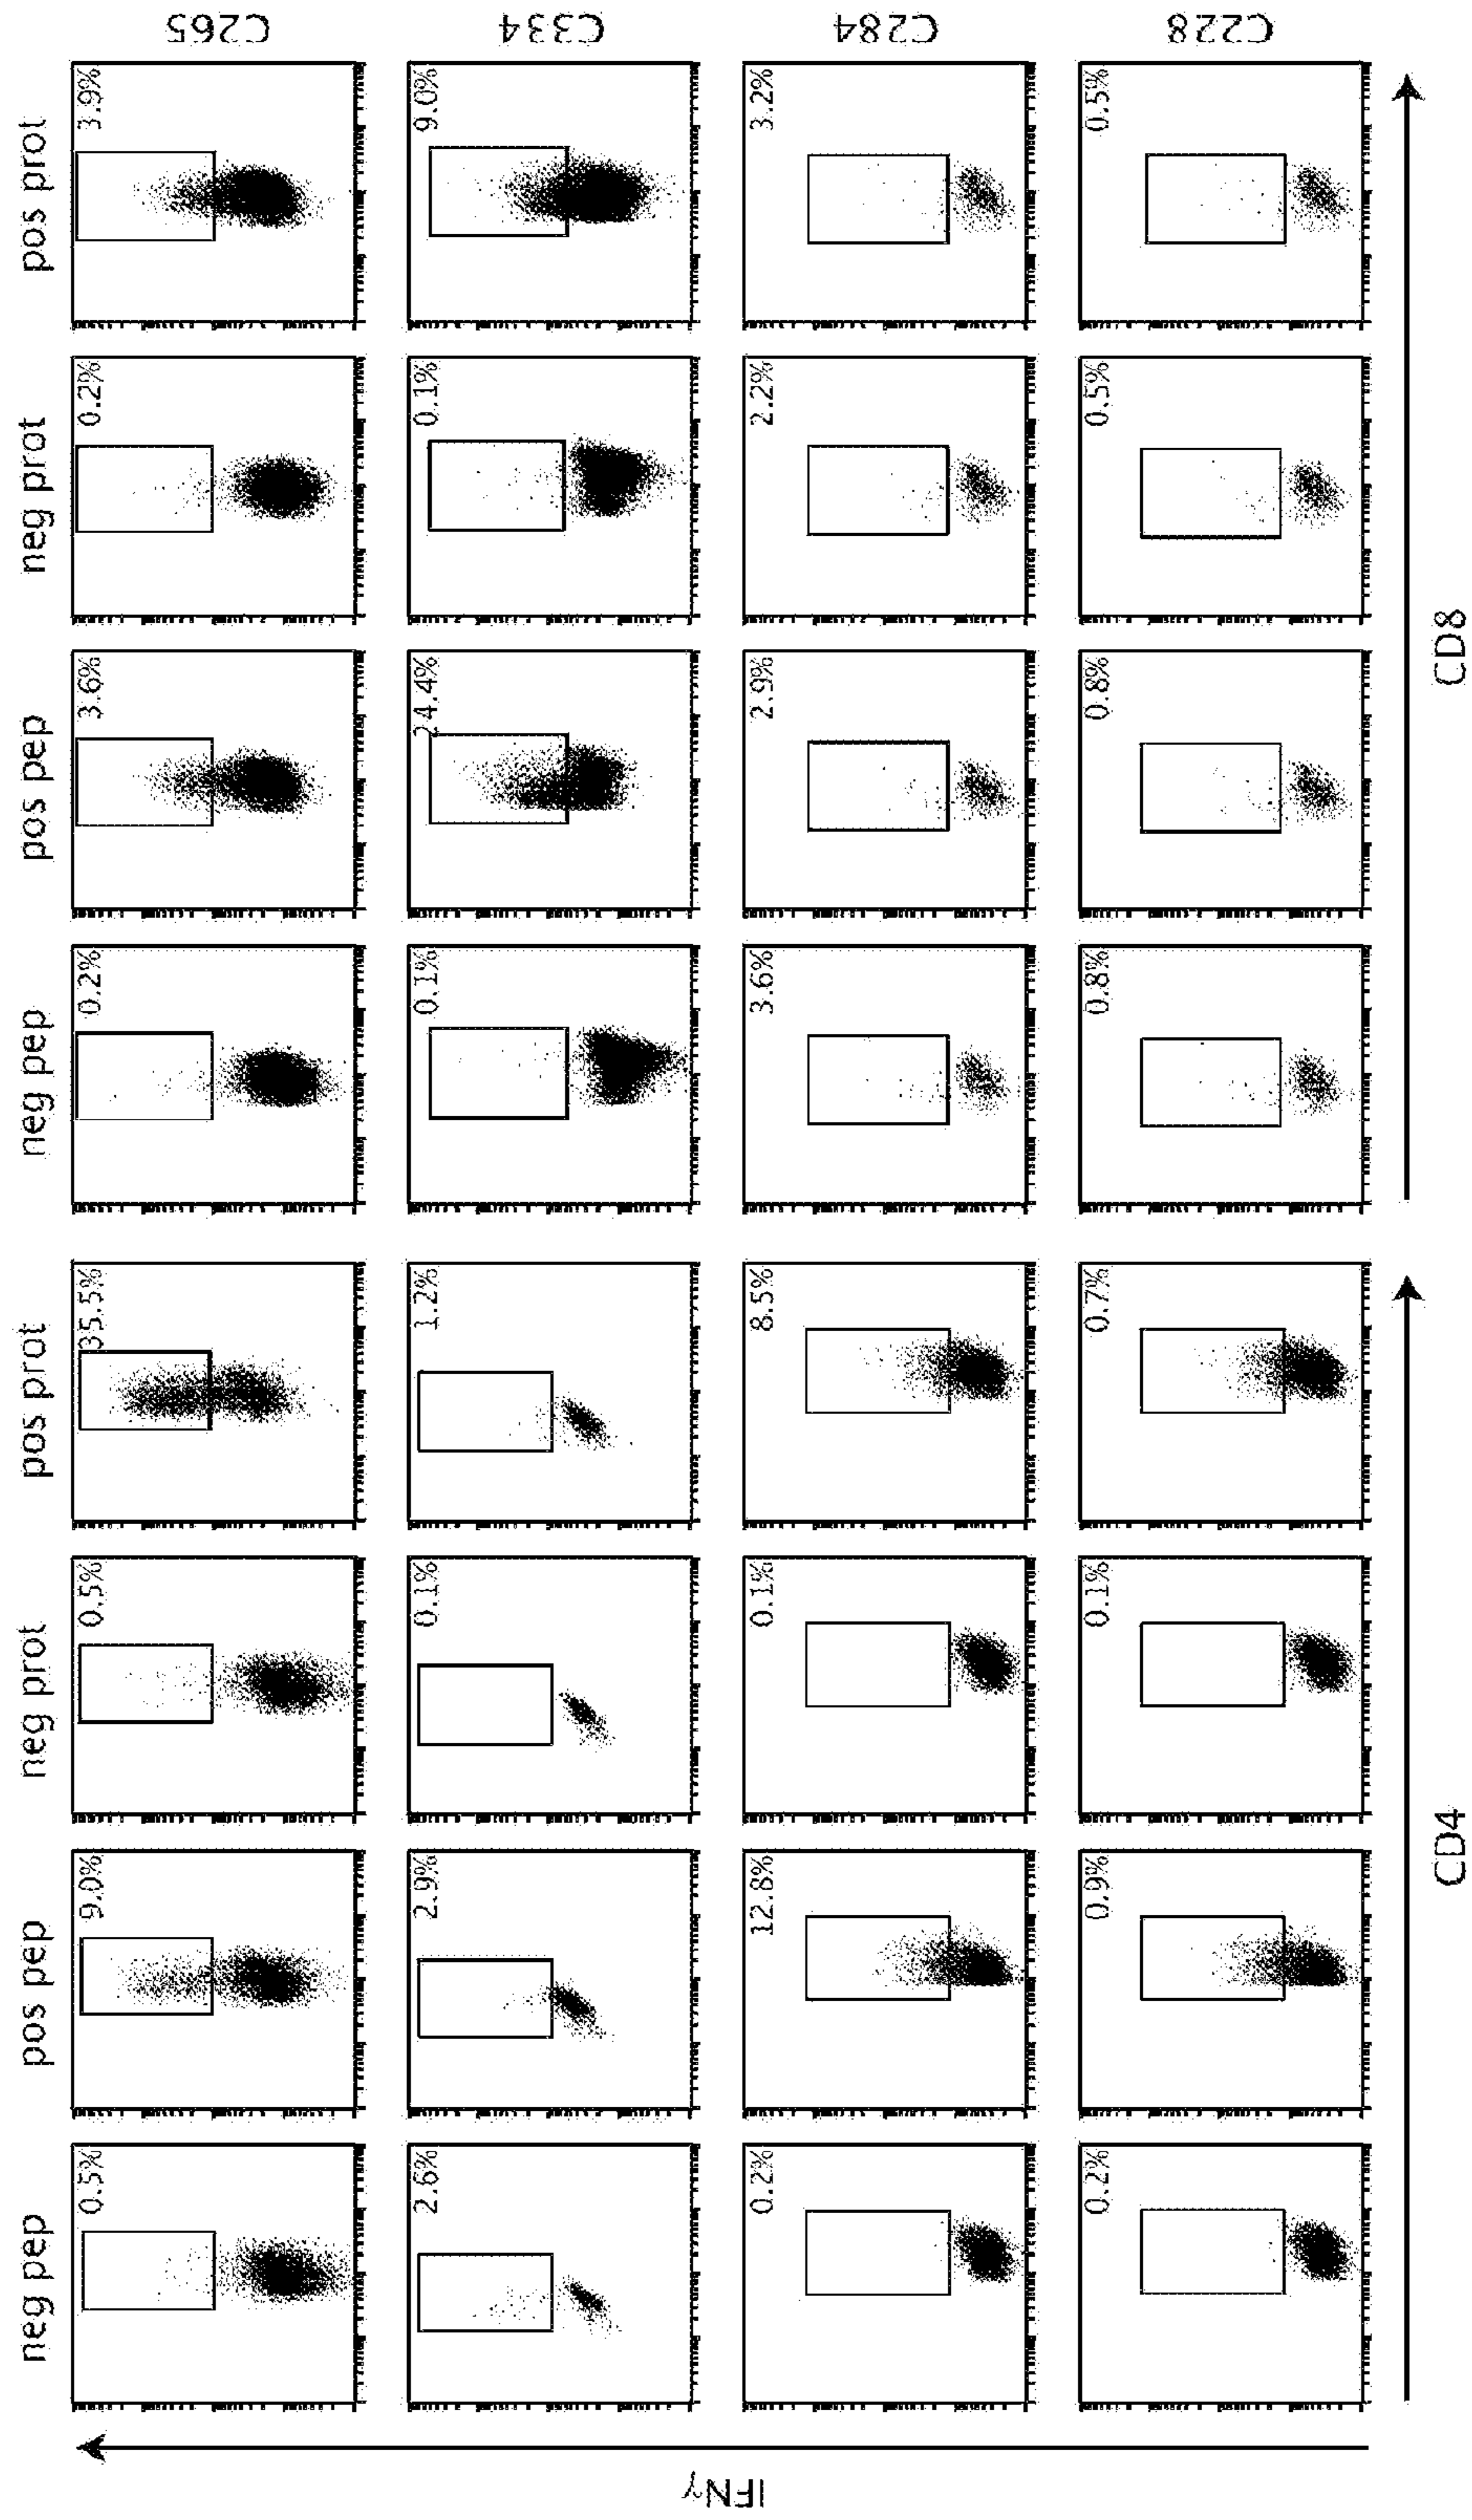 neg pep pos pep neg prot pos prot neg pep pos pep neg prot pos prot
0.5% 9.0% 0.5% 35.5% 0.2% 3.6% 0.2% 3.9% C265
2.6% 2.9% 0.1% 1.2% 0.1% 24.4% 0.1% 9.0% C334
0.2% 12.8% 0.1% 8.5% 3.6% 2.9% 2.2% 3.2% C284
0.2% 0.9% 0.1% 0.7% 0.8% 0.8% 0.5% 0.5% C228
IFNγ
CD4 CD8